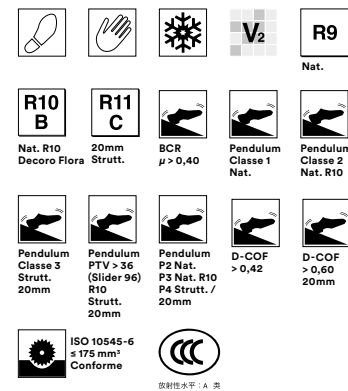 V2
R9
Nat.
R10
B
R11
C
Nat. R10
Decoro Flora
20mm
Strutt.
BCR
μ > 0,40
Pendulum
Classe 1
Nat.
Pendulum
Classe 2
Nat. R10
Pendulum
Classe 3
Strutt.
20mm
Pendulum
PTV > 36
(Slider 96)
R10
Strutt.
20mm
Pendulum
P2 Nat.
P3 Nat. R10
P4 Strutt. /
20mm
D-COF
> 0,42
D-COF
> 0,60
20mm
ISO 10545-6
≤ 175 mm³
Conforme
CCC
放射性水平：A 类